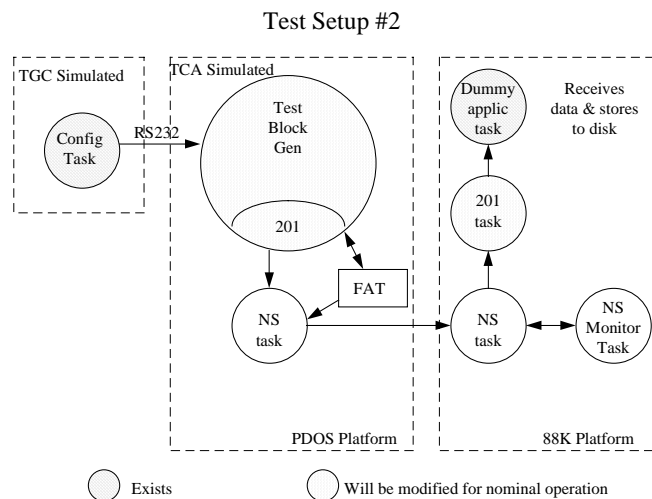 Test Setup #2
TGC Simulated
TCA Simulated
Config
Task
RS232
Test
Block
Gen
201
FAT
NS
task
PDOS Platform
Dummy
applic
task
Receives
data & stores
to disk
201
task
NS
task
NS
Monitor
Task
88K Platform
Exists
Will be modified for nominal operation